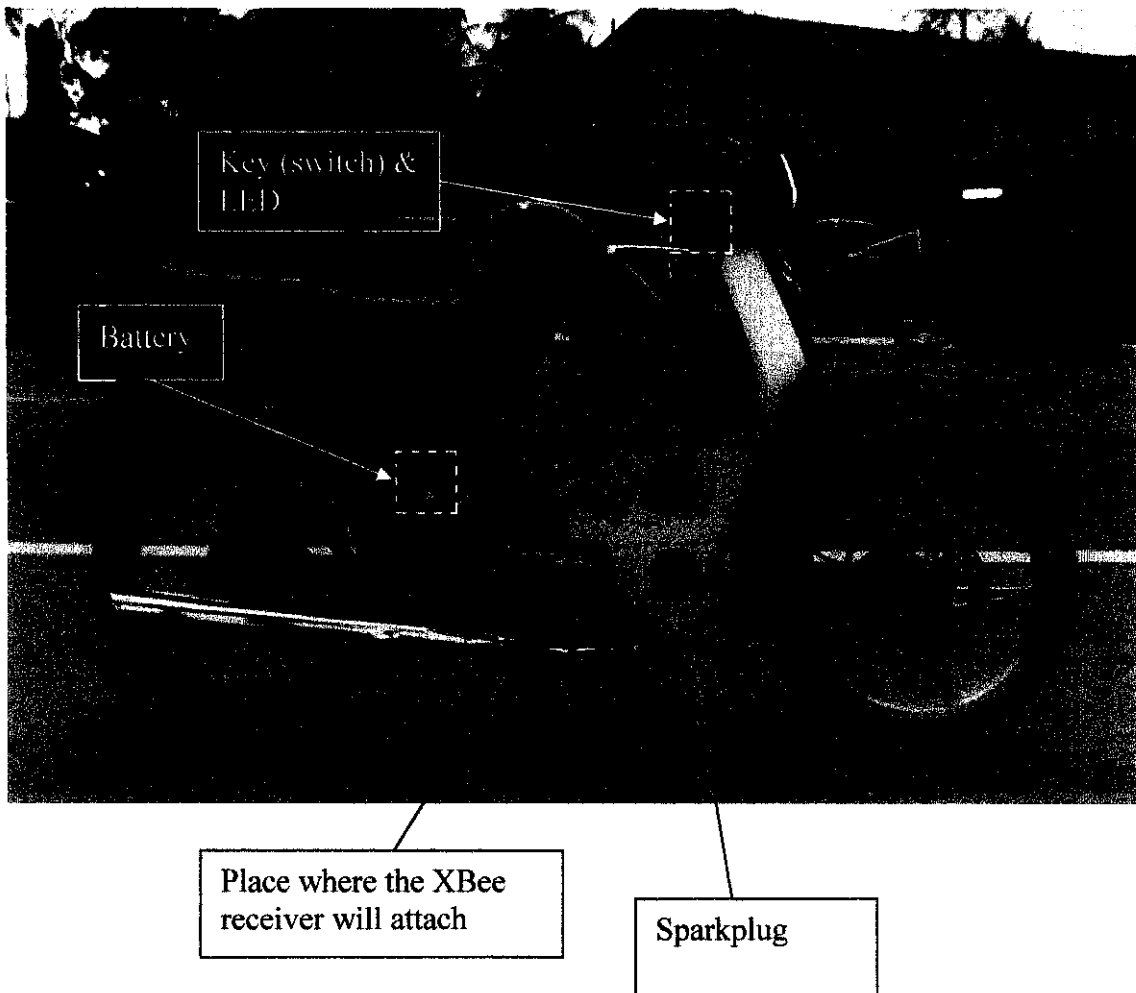 Key (switch) &
LED
Battery
Place where the XBee
receiver will attach
Sparkplug